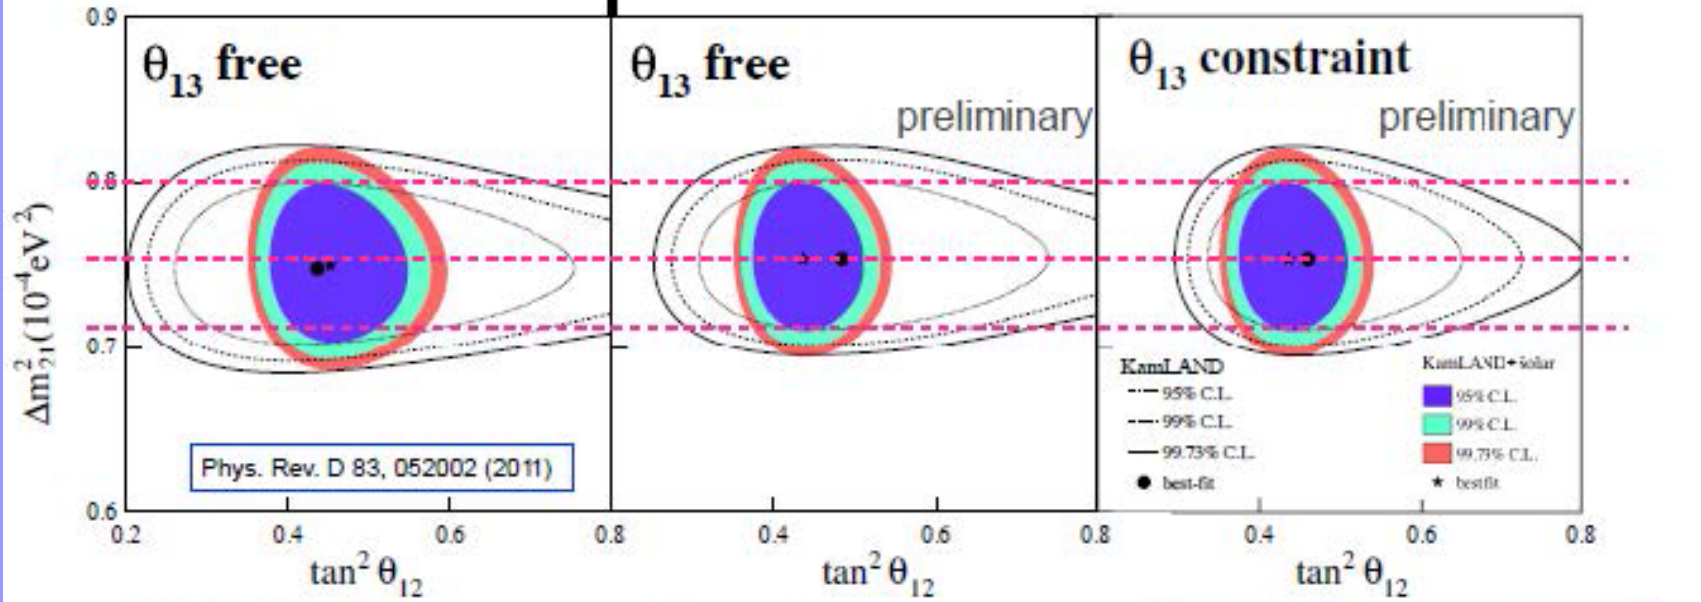 θ13 free
θ13 free
θ13 constraint
preliminary
preliminary
0.9
0.8
0.7
0.6
Δm²21(10⁻⁴eV²)
KamLAND
95% C.L.
99% C.L.
99.73% C.L.
best-fit
KamLAND+solar
95% C.L.
99% C.L.
99.73% C.L.
bestfit
Phys. Rev. D 83, 052002 (2011)
0.2 0.4 0.6 0.8 0.4 0.6 0.8 0.4 0.6 0.8
tan² θ12
tan² θ12
tan² θ12